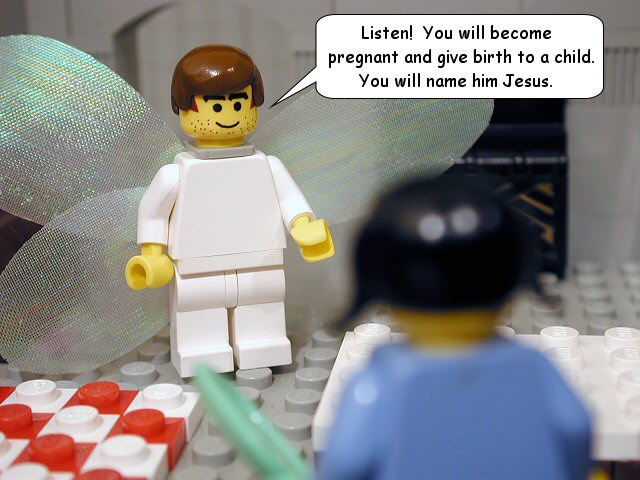 Listen! You will become
pregnant and give birth to a child.
You will name him Jesus.